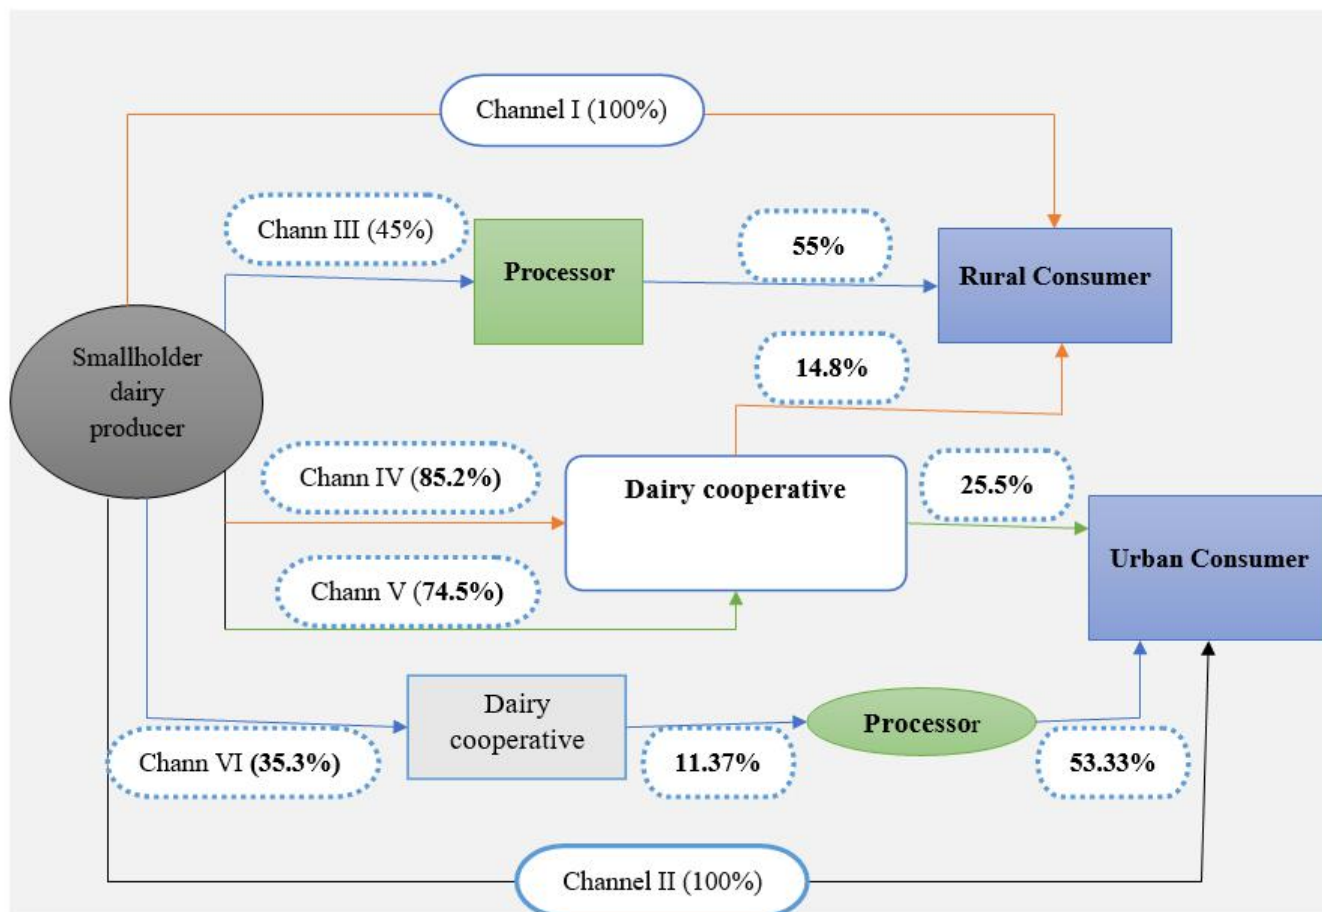 Channel I (100%)
Chann III (45%)
55%
Processor
Rural Consumer
Smallholder
dairy
producer
14.8%
Chann IV (85.2%)
Dairy cooperative
25.5%
Urban Consumer
Chann V (74.5%)
Dairy
cooperative
Processor
Chann VI (35.3%)
11.37%
53.33%
Channel II (100%)